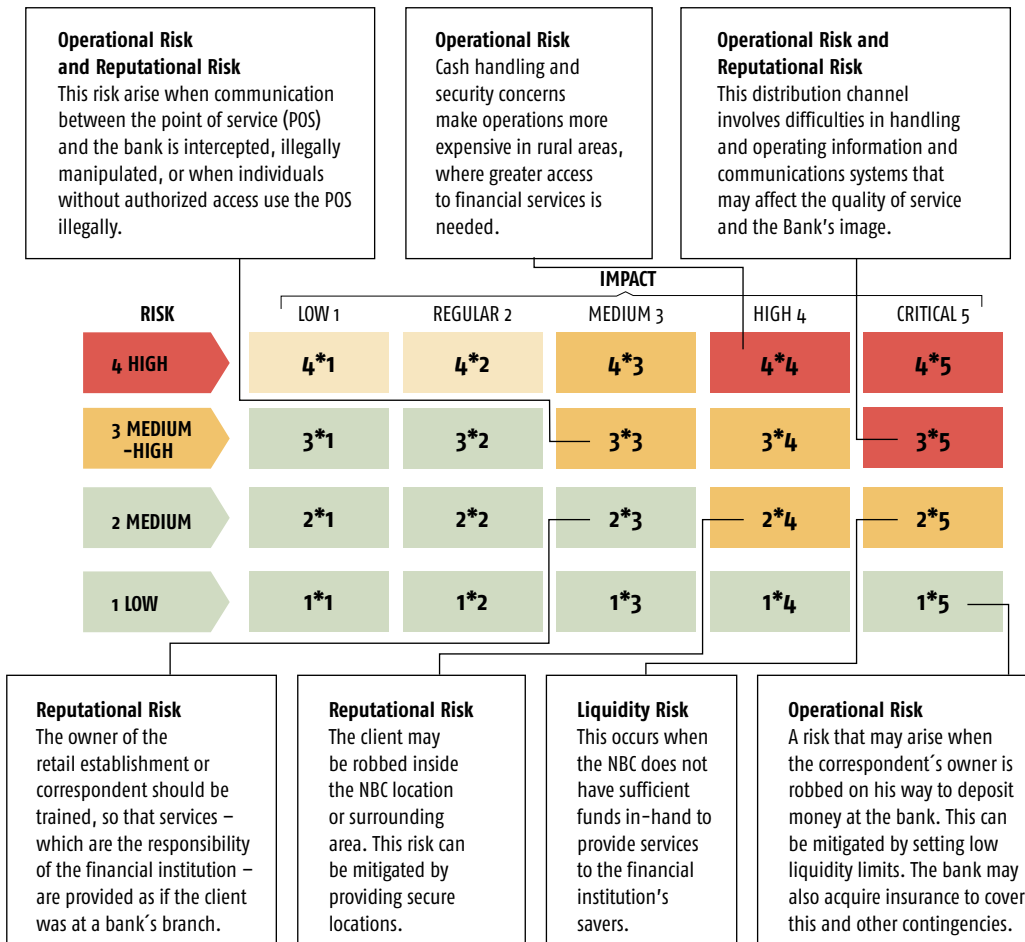 Operational Risk
and Reputational Risk
This risk arise when communication
between the point of service (POS)
and the bank is intercepted, illegally
manipulated, or when individuals
without authorized access use the POS
illegally.
Operational Risk
Cash handling and
security concerns
make operations more
expensive in rural areas,
where greater access
to financial services is
needed.
Operational Risk and
Reputational Risk
This distribution channel
involves difficulties in handling
and operating information and
communications systems that
may affect the quality of service
and the Bank's image.
IMPACT
RISK LOW 1 REGULAR 2 MEDIUM 3 HIGH 4 CRITICAL 5
4 HIGH 4*1 4*2 4*3 4*4 4*5
3 MEDIUM
-HIGH 3*1 3*2 3*3 3*4 3*5
2 MEDIUM 2*1 2*2 2*3 2*4 2*5
1 LOW 1*1 1*2 1*3 1*4 1*5
Reputational Risk
The owner of the
retail establishment or
correspondent should be
trained, so that services –
which are the responsibility
of the financial institution –
are provided as if the client
was at a bank´s branch.
Reputational Risk
The client may
be robbed inside
the NBC location
or surrounding
area. This risk can
be mitigated by
providing secure
locations.
Liquidity Risk
This occurs when
the NBC does not
have sufficient
funds in-hand to
provide services
to the financial
institution's
savers.
Operational Risk
A risk that may arise when
the correspondent´s owner is
robbed on his way to deposit
money at the bank. This can
be mitigated by setting low
liquidity limits. The bank may
also acquire insurance to cover
this and other contingencies.